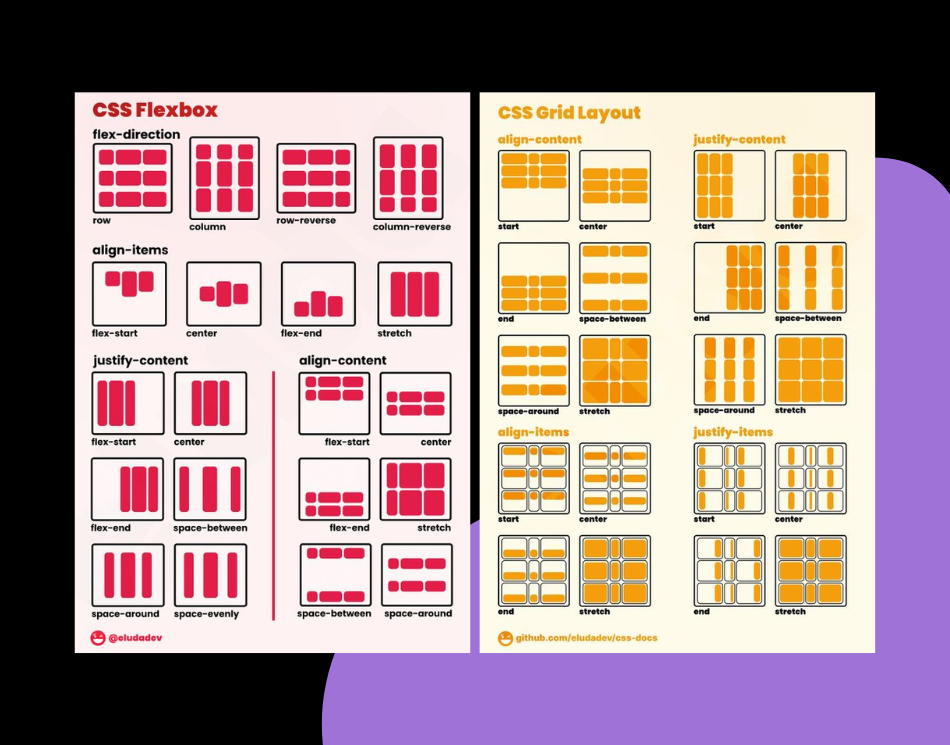 CSS Flexbox
flex-direction
row
column
row-reverse
column-reverse
align-items
flex-start
center
flex-end
stretch
justify-content
flex-start
center
flex-end
space-between
space-around
space-evenly
align-content
flex-start
center
flex-end
stretch
space-between
space-around
@eludadev
CSS Grid Layout
align-content
start
center
end
space-between
space-around
stretch
justify-content
start
center
end
space-between
space-around
stretch
align-items
start
center
end
stretch
justify-items
start
center
end
stretch
github.com/eludadev/css-docs